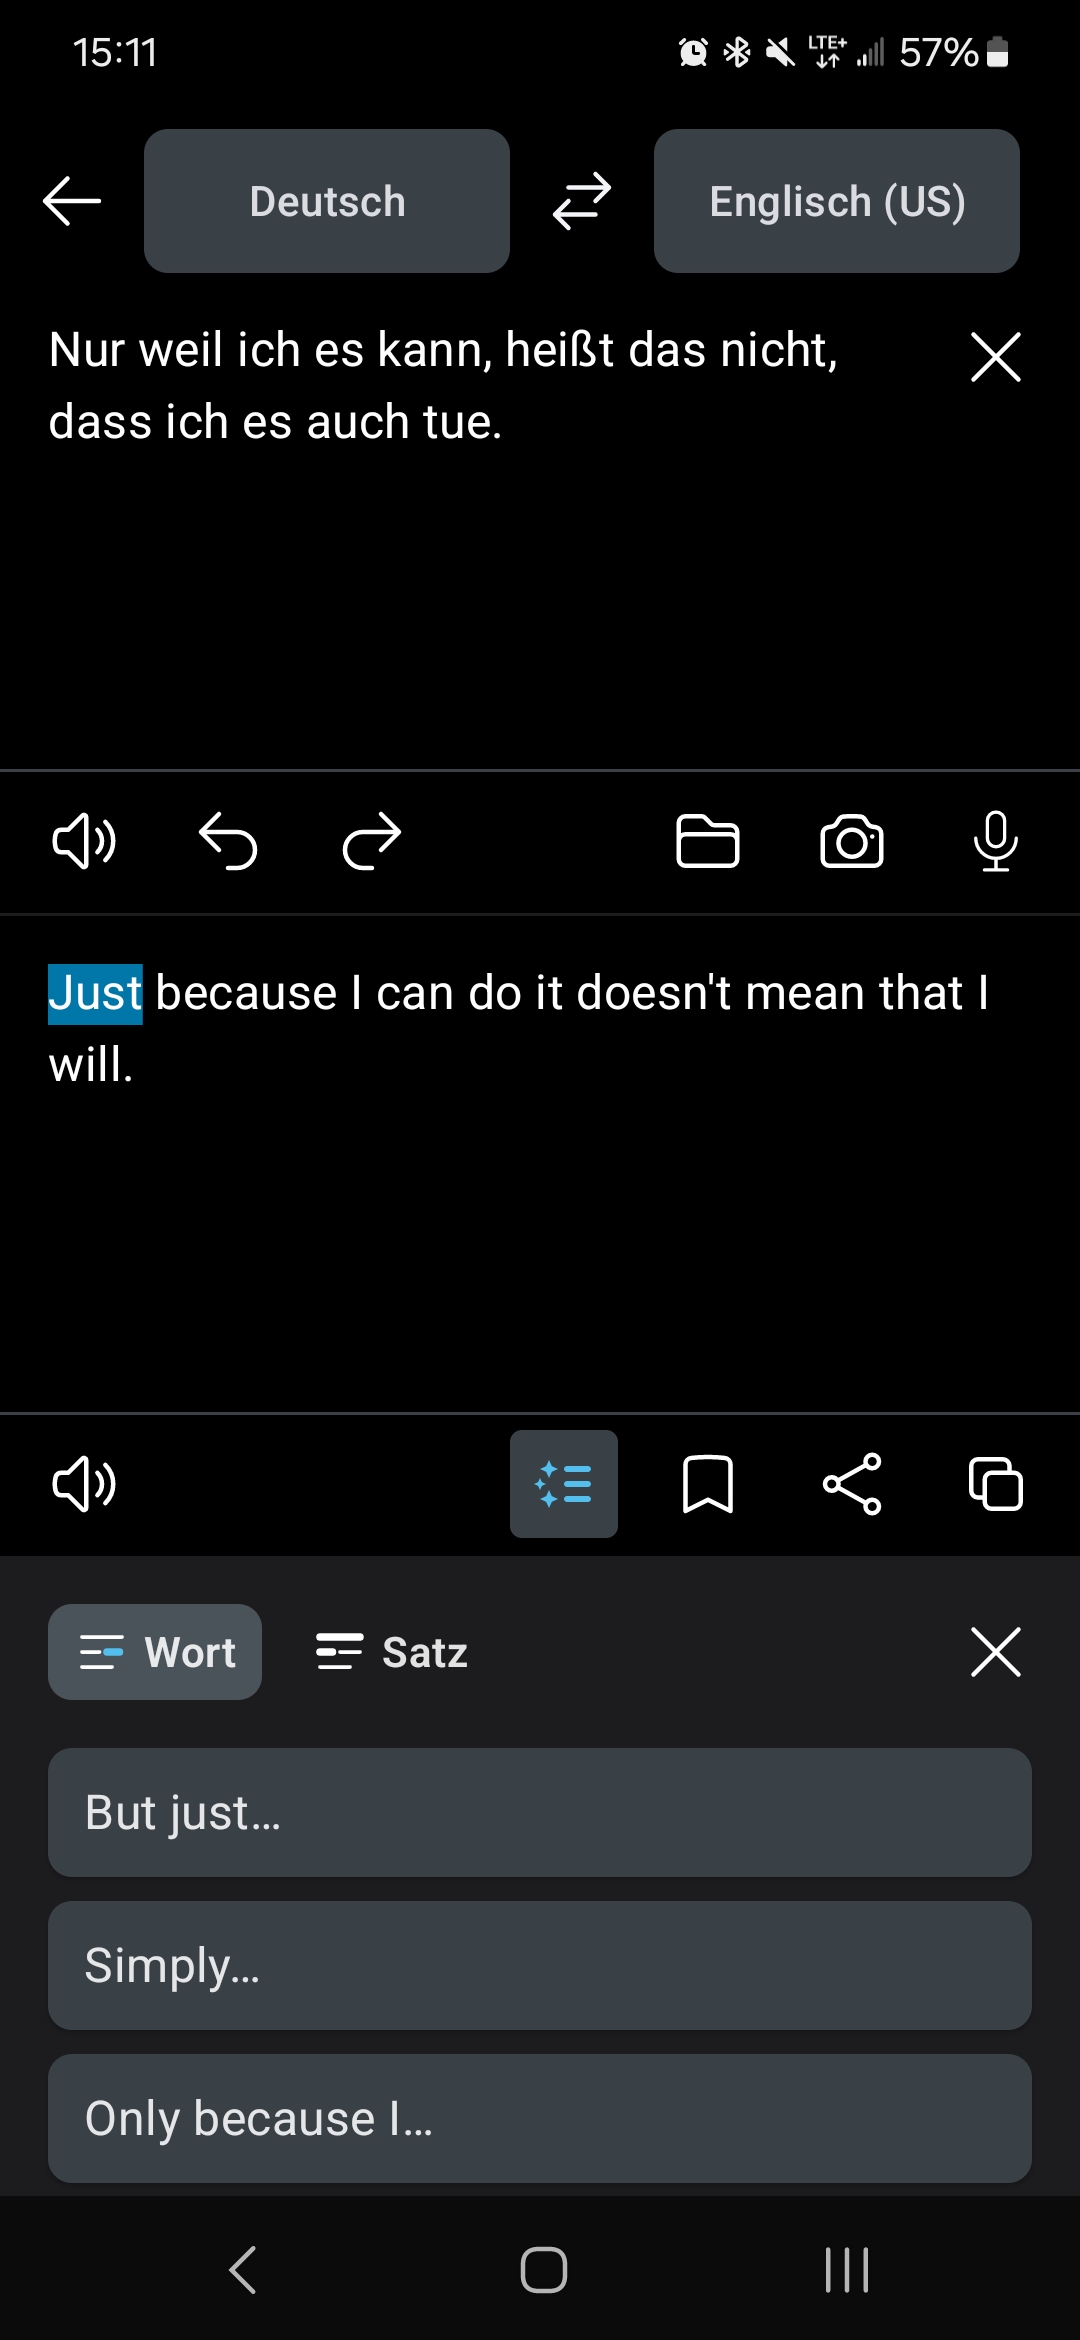 15:11
LTE+ 57%
Deutsch
Englisch (US)
Nur weil ich es kann, heißt das nicht,
dass ich es auch tue.
Just because I can do it doesn't mean that I
will.
Wort
Satz
But just…
Simply…
Only because I…